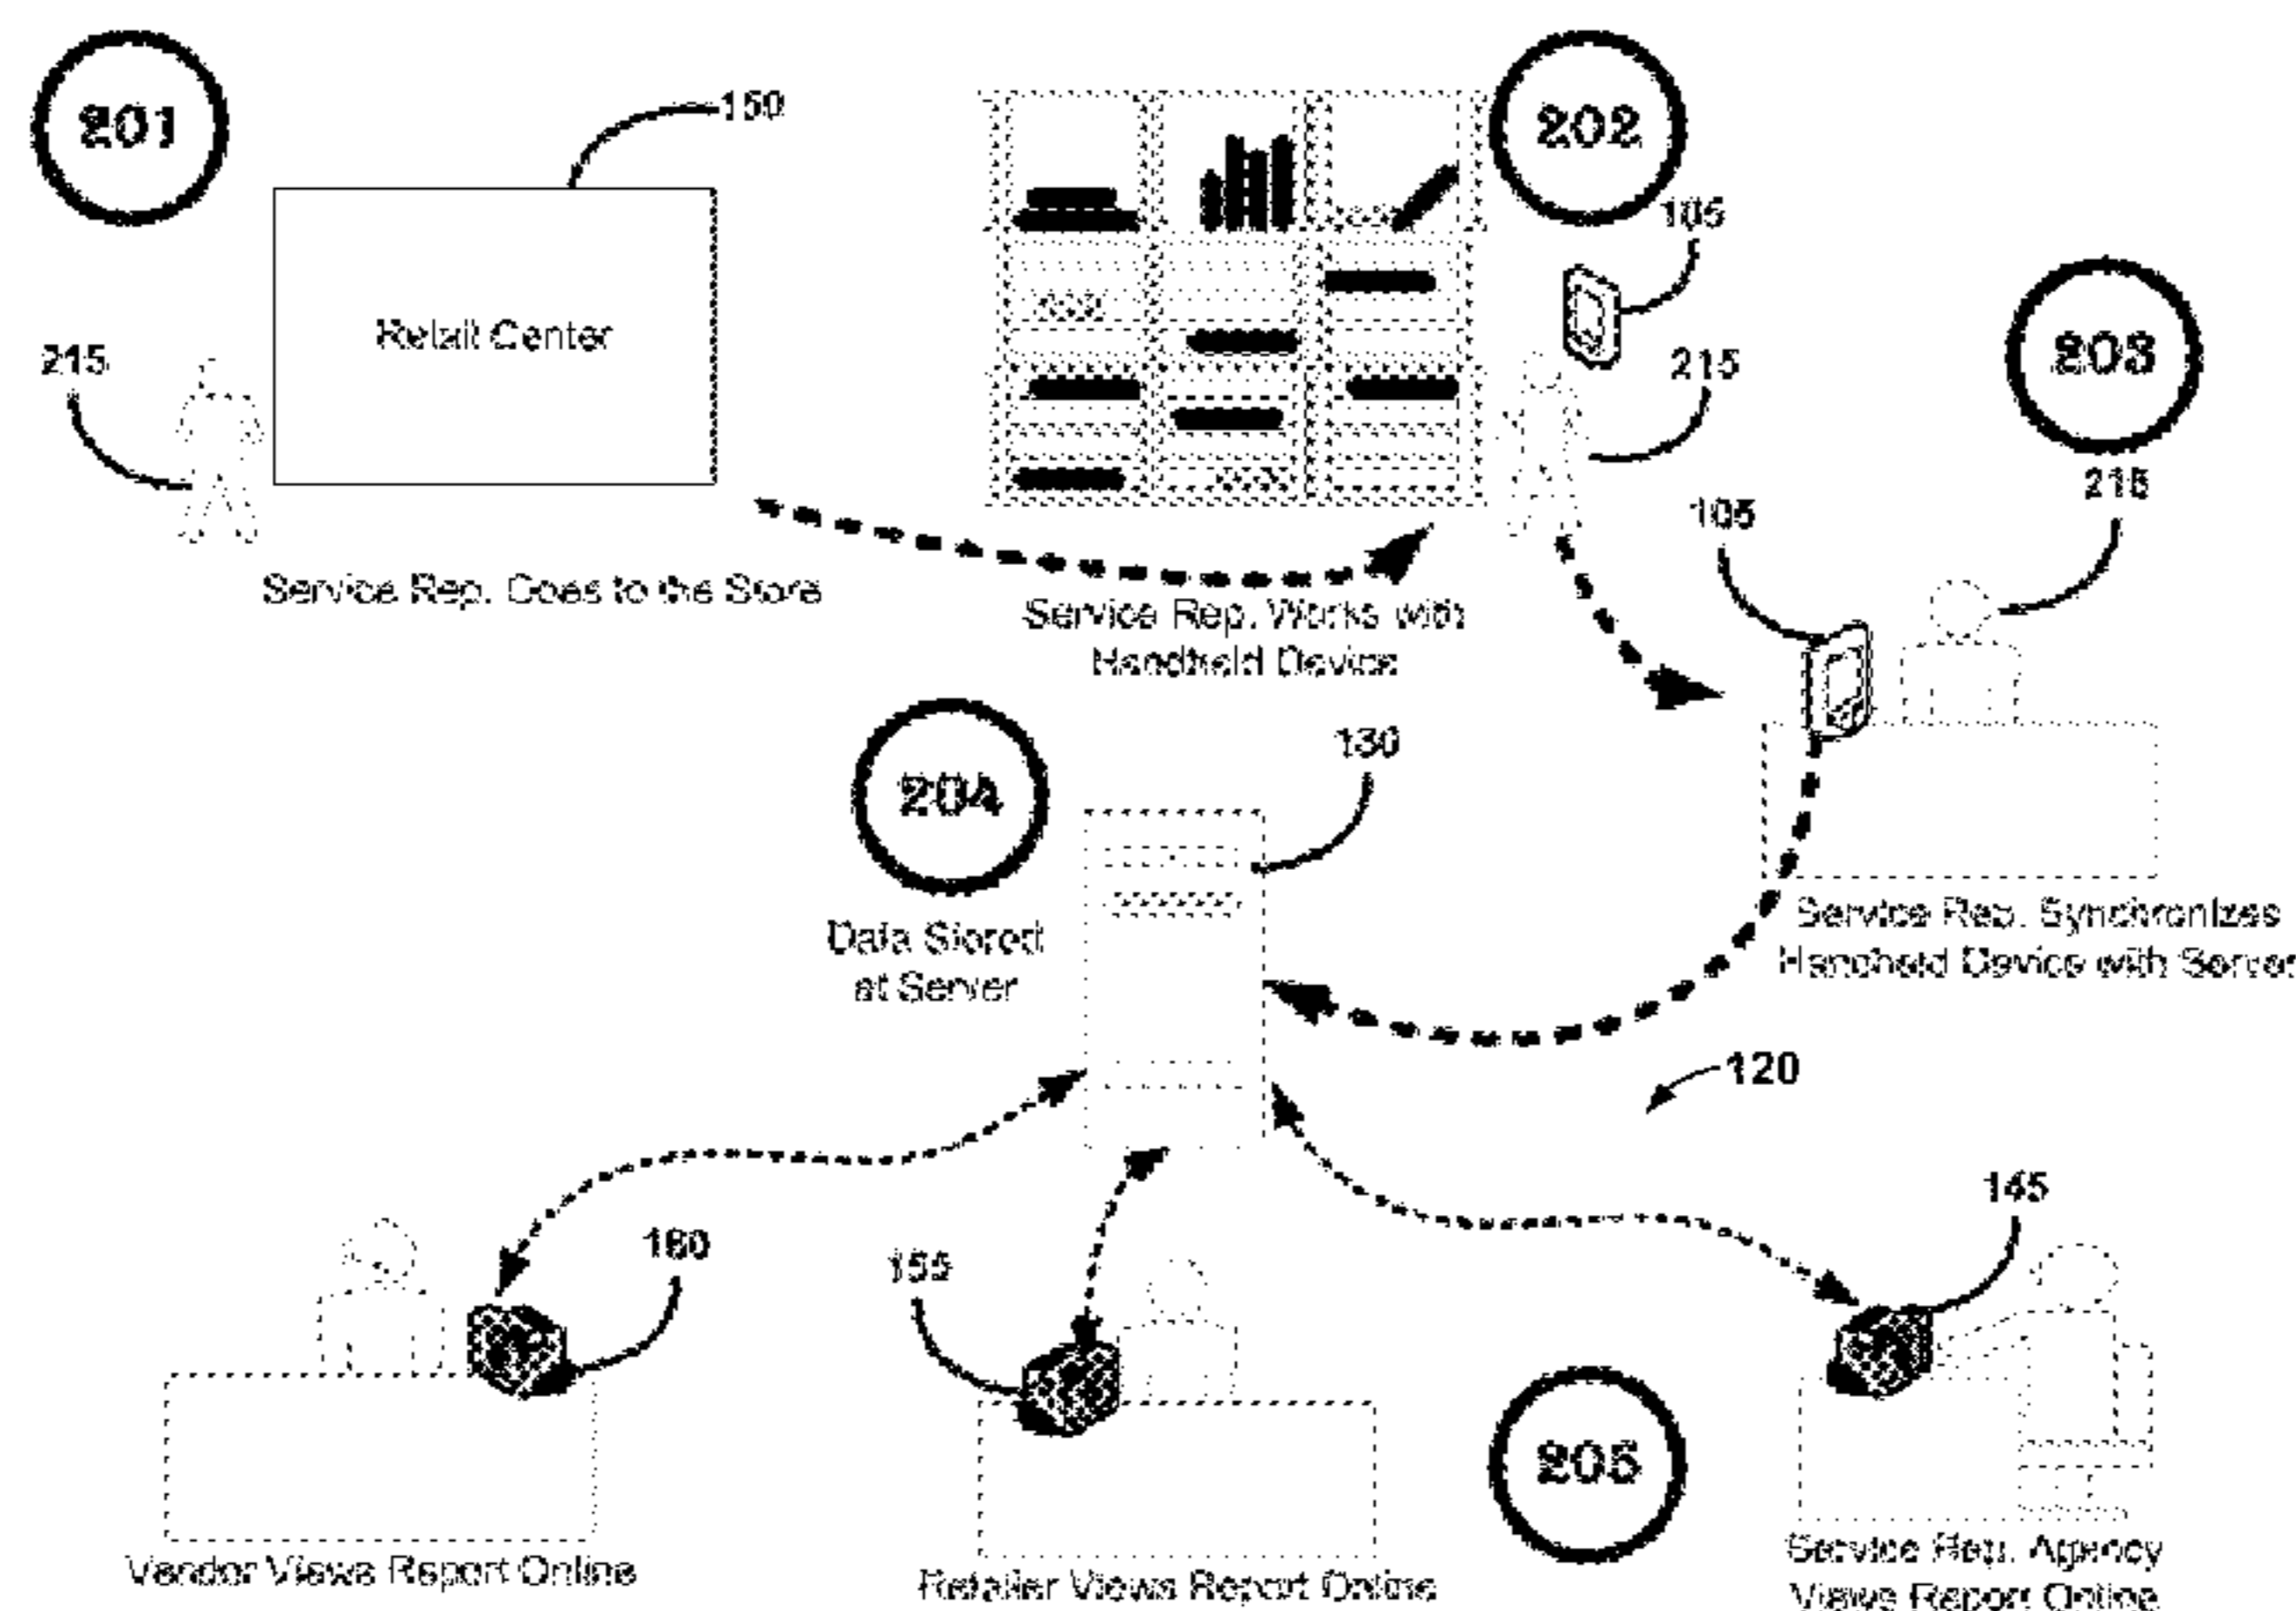 201
150
Retail Center
215
Service Rep. Goes to the Store
202
105
215
Service Rep. Works with
Handheld Device
203
215
105
Service Rep. Synchronizes
Handheld Device with Server
204
130
Data Stored
at Server
120
160
155
145
205
Vendor Views Report Online
Retailer Views Report Online
Service Rep. Agency
Views Report Online